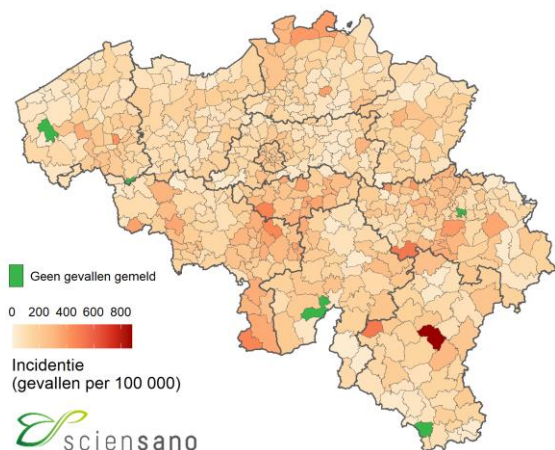 Geen gevallen gemeld
0 200 400 600 800
Incidentie
(gevallen per 100 000)
sciensano